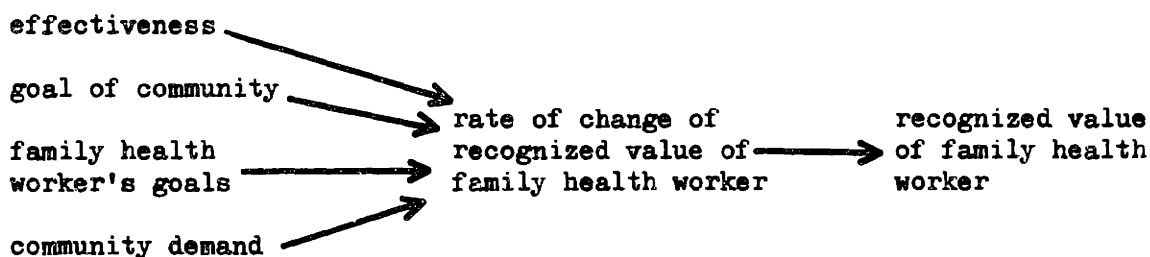 effectiveness
goal of community
family health
worker's goals
community demand
rate of change of
recognized value of
family health worker
recognized value
of family health
worker